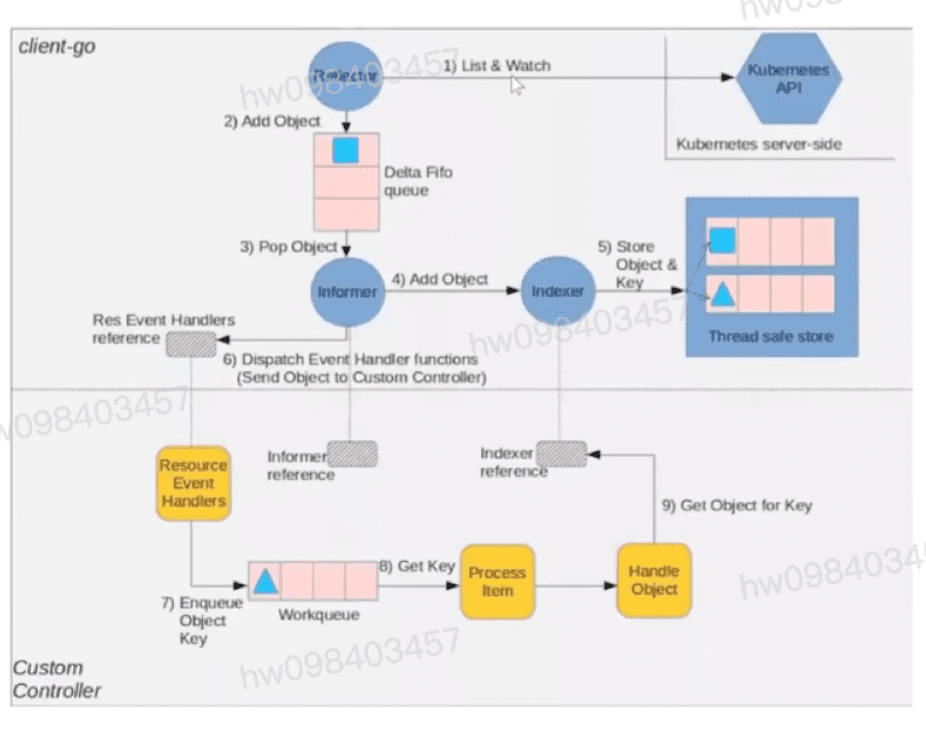 hw098403457
client-go
Reflector
1) List & Watch
Kubernetes
API
hw098403457
2) Add Object
Kubernetes server-side
Delta Fifo
queue
3) Pop Object
5) Store
Object &
Key
Informer
4) Add Object
Indexer
Thread safe store
Res Event Handlers
reference
hw098403457
6) Dispatch Event Handler functions
(Send Object to Custom Controller)
hw098403457
Informer
reference
Indexer
reference
Resource
Event
Handlers
9) Get Object for Key
8) Get Key
Process
Item
Handle
Object
hw098403457
7) Enqueue
Object
Key
Workqueue
hw098403457
Custom
Controller